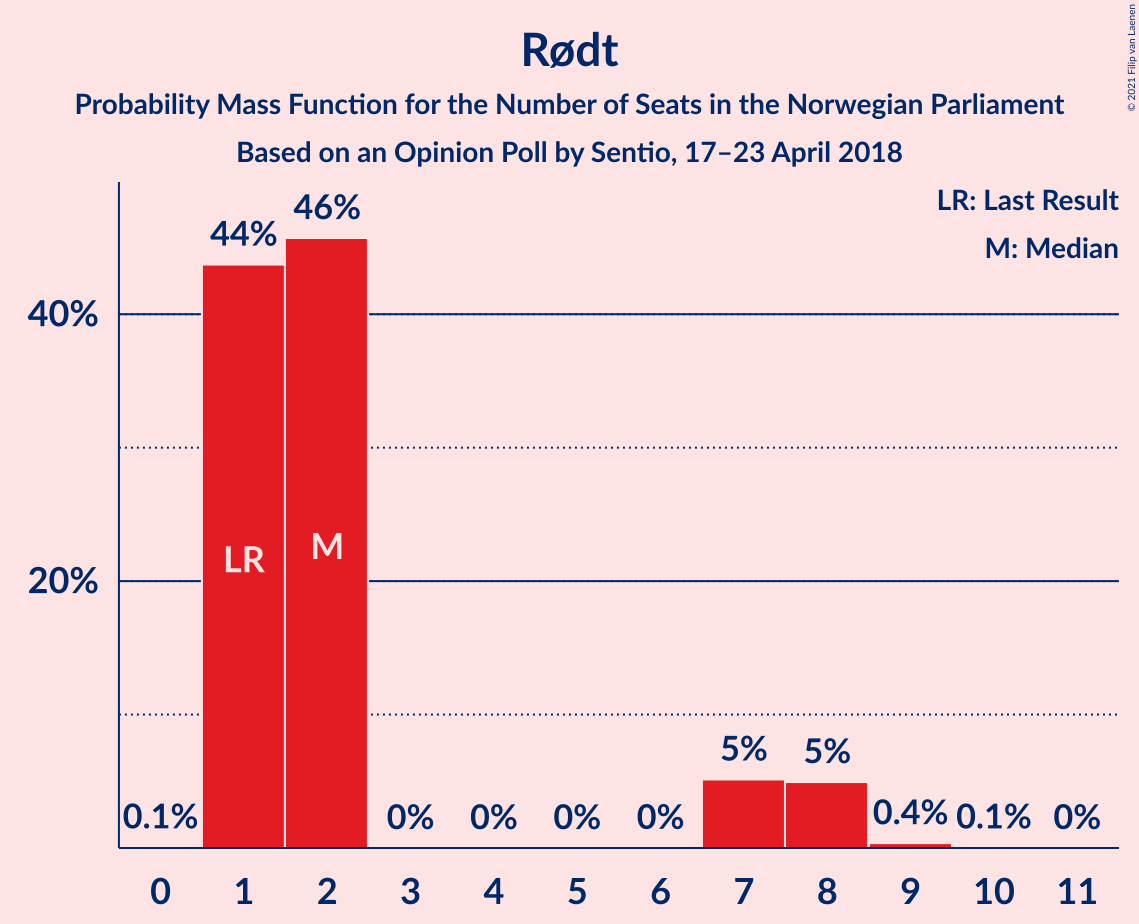 Rødt
Probability Mass Function for the Number of Seats in the Norwegian Parliament
Based on an Opinion Poll by Sentio, 17–23 April 2018
© 2021 Filip van Laenen
LR: Last Result
M: Median
40%
20%
0.1%
44%
46%
0%
0%
0%
0%
5%
5%
0.4%
0.1%
0%
LR
M
0 1 2 3 4 5 6 7 8 9 10 11